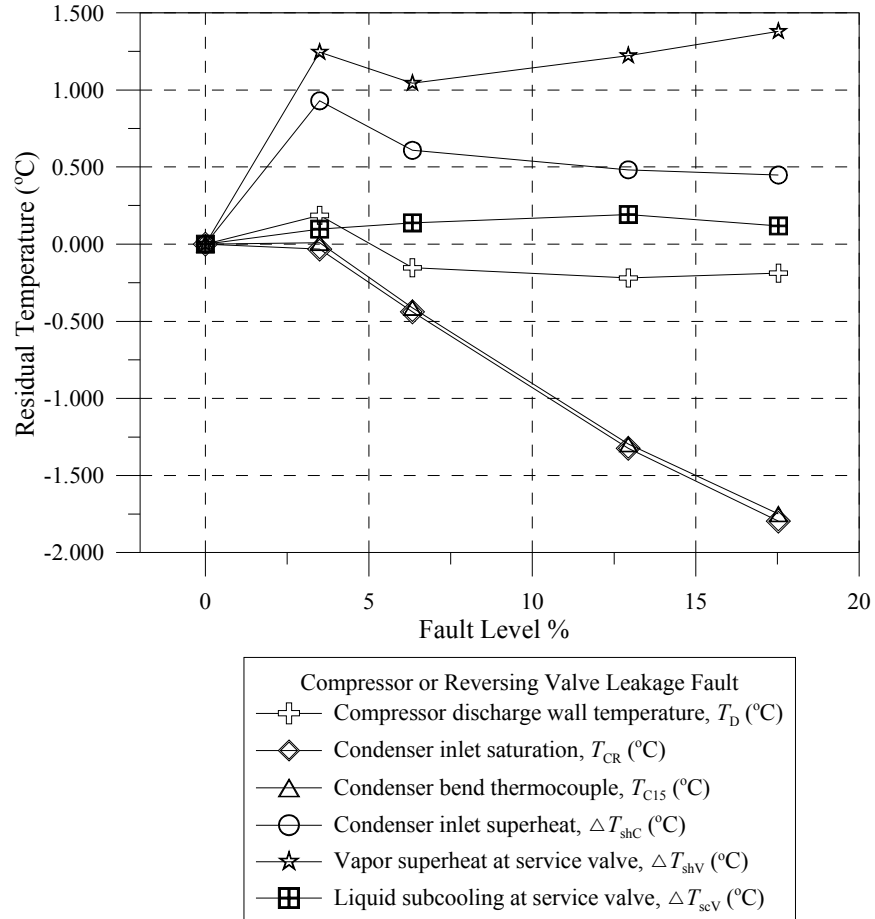 1.500
1.000
0.500
0.000
-0.500
-1.000
-1.500
-2.000
Residual Temperature (°C)
0 5 10 15 20
Fault Level %
Compressor or Reversing Valve Leakage Fault
Compressor discharge wall temperature, T_D (°C)
Condenser inlet saturation, T_CR (°C)
Condenser bend thermocouple, T_C15 (°C)
Condenser inlet superheat, △T_shC (°C)
Vapor superheat at service valve, △T_shV (°C)
Liquid subcooling at service valve, △T_scV (°C)